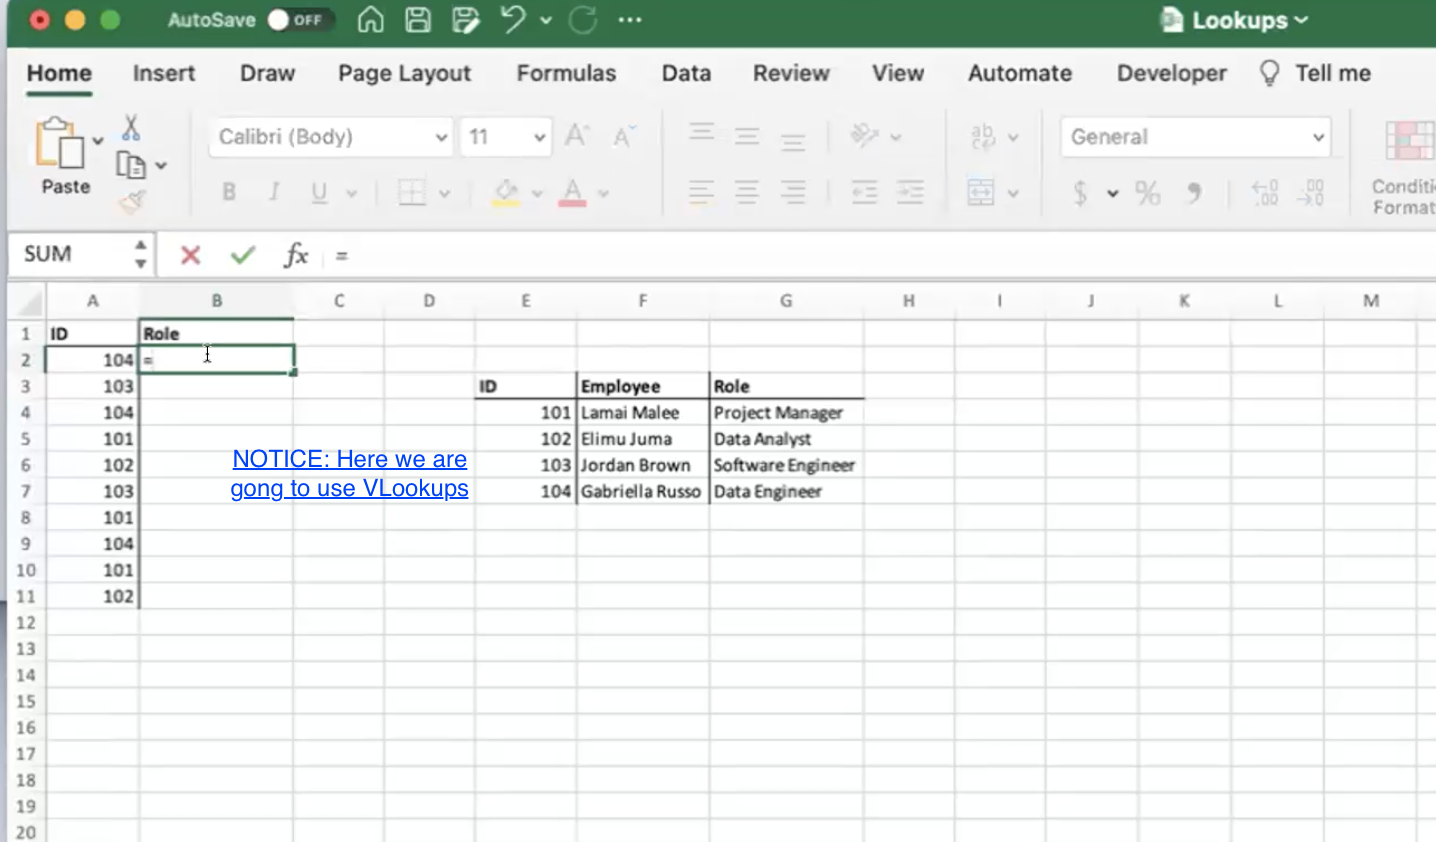 AutoSave OFF ... Lookups
Home Insert Draw Page Layout Formulas Data Review View Automate Developer Tell me
Calibri (Body) 11 A A ab General
Paste B I U A $ % 9 .00
SUM fx =
A B C D E F G H I J K L M
1 ID Role
2 104 =
3 103 ID Employee Role
4 104 101 Lamai Malee Project Manager
5 101 102 Elimu Juma Data Analyst
NOTICE: Here we are
6 102 103 Jordan Brown Software Engineer
gong to use VLookups
7 103 104 Gabriella Russo Data Engineer
8 101
9 104
10 101
11 102
12
13
14
15
16
17
18
19
20